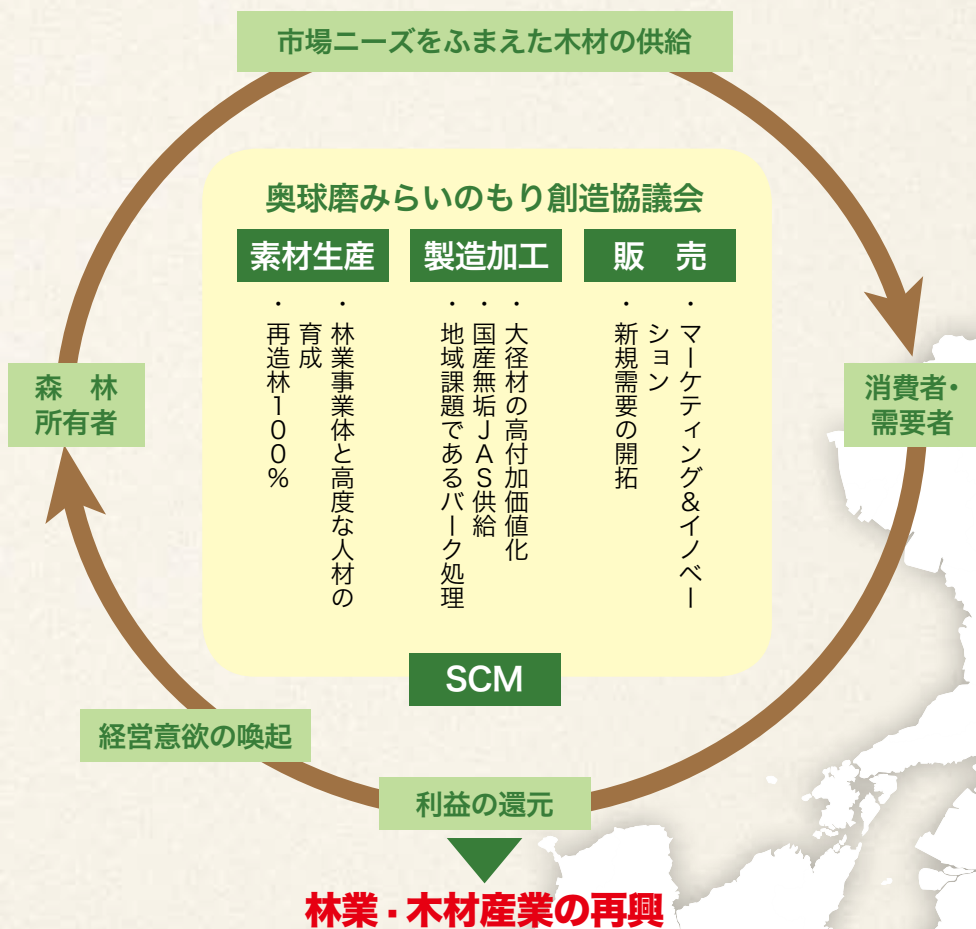 市場ニーズをふまえた木材の供給
奥球磨みらいのもり創造協議会
素材生産
・林業事業体と高度な人材の
育成
・再造林100%
製造加工
・大径材の高付加価値化
・国産無垢JAS供給
・地域課題であるバーク処理
販　売
・マーケティング&イノベー
ション
・新規需要の開拓
SCM
森　林
所有者
消費者・
需要者
経営意欲の喚起
利益の還元
林業・木材産業の再興